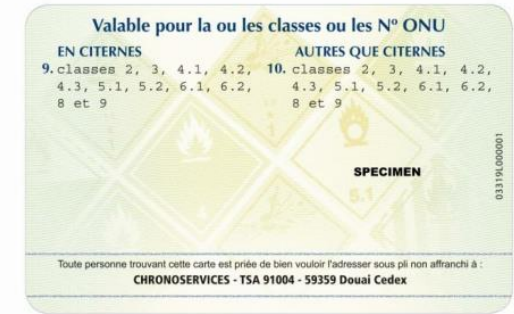 Valable pour la ou les classes ou les Nº ONU
EN CITERNES
9. classes 2, 3, 4.1, 4.2,
4.3, 5.1, 5.2, 6.1, 6.2,
8 et 9
AUTRES QUE CITERNES
10. classes 2, 3, 4.1, 4.2,
4.3, 5.1, 5.2, 6.1, 6.2,
8 et 9
5.1
SPECIMEN
03319L000001
Toute personne trouvant cette carte est priée de bien vouloir l'adresser sous pli non affranchi à :
CHRONOSERVICES - TSA 91004 - 59359 Douai Cedex